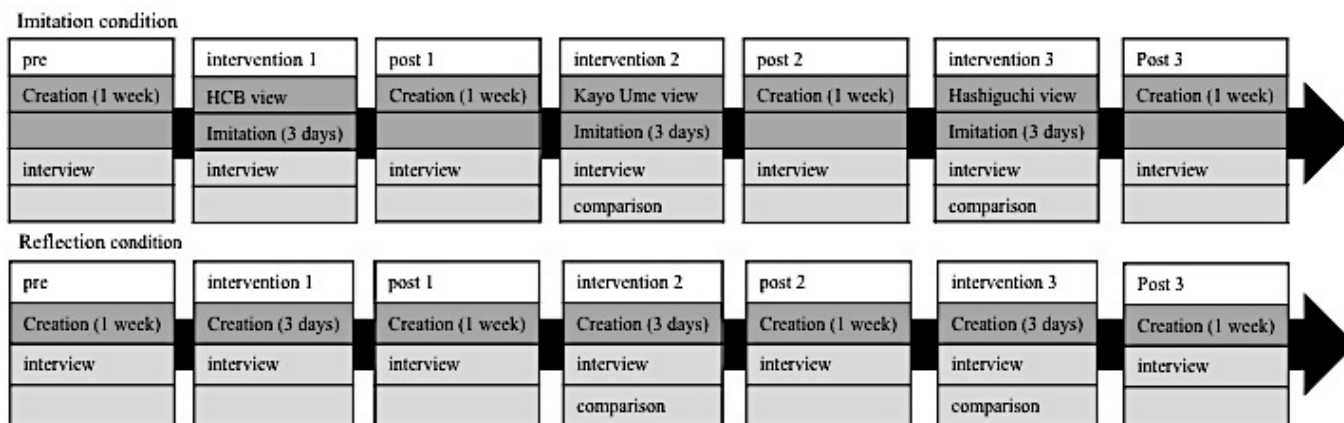 Imitation condition
pre intervention 1 post 1 intervention 2 post 2 intervention 3 Post 3
Creation (1 week) HCB view Creation (1 week) Kayo Ume view Creation (1 week) Hashiguchi view Creation (1 week)
Imitation (3 days) Imitation (3 days) Imitation (3 days)
interview interview interview interview interview interview interview
comparison comparison
Reflection condition
pre intervention 1 post 1 intervention 2 post 2 intervention 3 Post 3
Creation (1 week) Creation (3 days) Creation (1 week) Creation (3 days) Creation (1 week) Creation (3 days) Creation (1 week)
interview interview interview interview interview interview interview
comparison comparison